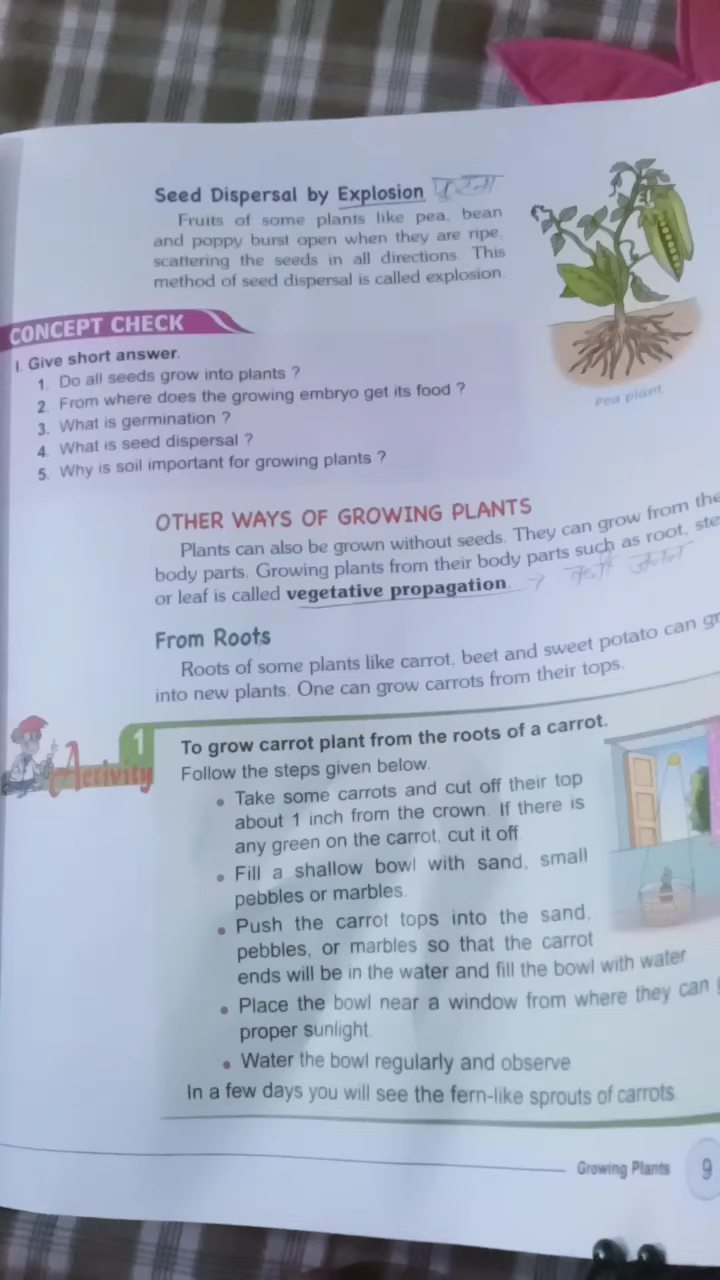 Seed Dispersal by Explosion
Fruits of some plants like pea, bean
and poppy burst open when they are ripe,
scattering the seeds in all directions. This
method of seed dispersal is called explosion.
Pea plant
CONCEPT CHECK
I. Give short answer.
1. Do all seeds grow into plants ?
2. From where does the growing embryo get its food ?
3. What is germination ?
4. What is seed dispersal ?
5. Why is soil important for growing plants ?
OTHER WAYS OF GROWING PLANTS
Plants can also be grown without seeds. They can grow from the
body parts. Growing plants from their body parts such as root,
or leaf is called vegetative propagation.
From Roots
Roots of some plants like carrot, beet and sweet potato can
into new plants. One can grow carrots from their tops.
Activity 1
To grow carrot plant from the roots of a carrot.
Follow the steps given below.
• Take some carrots and cut off their top
about 1 inch from the crown. If there is
any green on the carrot, cut it off.
• Fill a shallow bowl with sand, small
pebbles or marbles.
• Push the carrot tops into the sand,
pebbles, or marbles so that the carrot
ends will be in the water and fill the bowl with water
• Place the bowl near a window from where they can
proper sunlight.
• Water the bowl regularly and observe.
In a few days you will see the fern-like sprouts of carrots.
Growing Plants 9